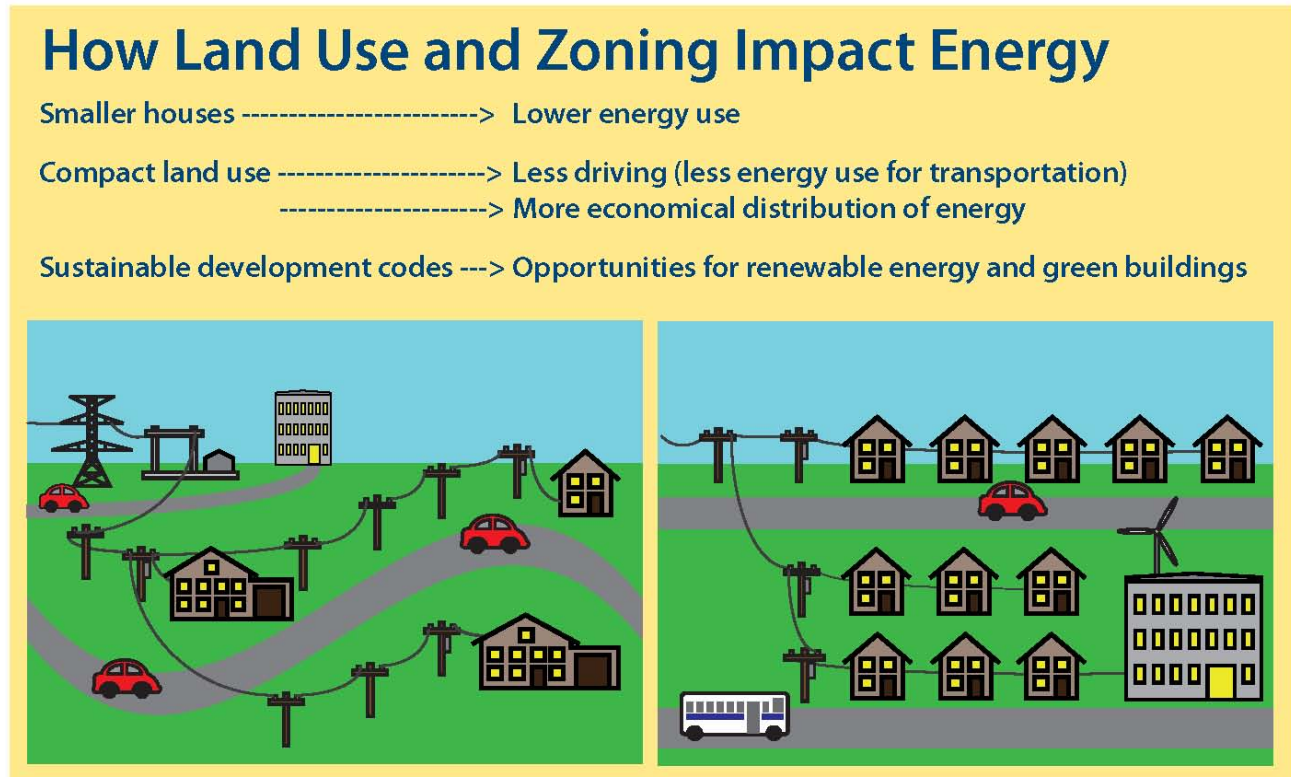 How Land Use and Zoning Impact Energy
Smaller houses -------------------------> Lower energy use
Compact land use ----------------------> Less driving (less energy use for transportation)
----------------------> More economical distribution of energy
Sustainable development codes ---> Opportunities for renewable energy and green buildings